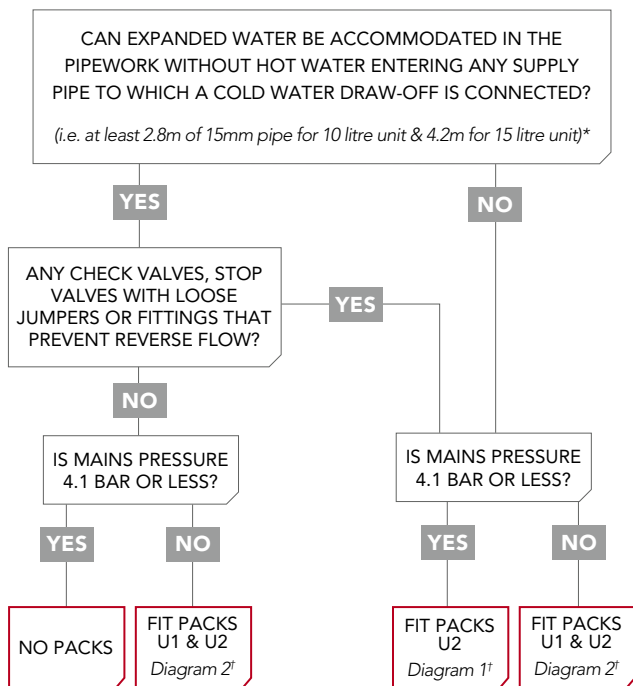 CAN EXPANDED WATER BE ACCOMMODATED IN THE
PIPEWORK WITHOUT HOT WATER ENTERING ANY SUPPLY
PIPE TO WHICH A COLD WATER DRAW-OFF IS CONNECTED?
(i.e. at least 2.8m of 15mm pipe for 10 litre unit & 4.2m for 15 litre unit)*
YES
NO
ANY CHECK VALVES, STOP
VALVES WITH LOOSE
JUMPERS OR FITTINGS THAT
PREVENT REVERSE FLOW?
YES
NO
IS MAINS PRESSURE
4.1 BAR OR LESS?
IS MAINS PRESSURE
4.1 BAR OR LESS?
YES
NO
YES
NO
NO PACKS
FIT PACKS
U1 & U2
Diagram 2†
FIT PACKS
U2
Diagram 1†
FIT PACKS
U1 & U2
Diagram 2†